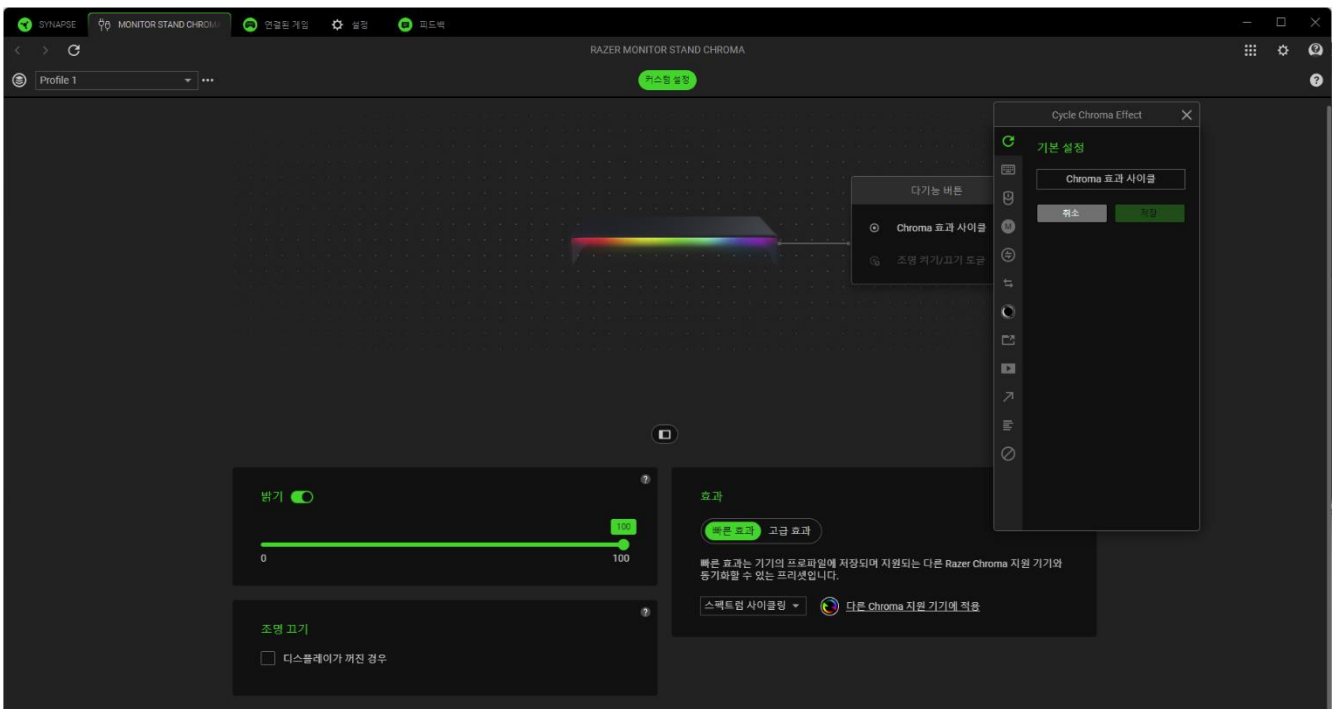 SYNAPSE
MONITOR STAND CHROMA
연결된 게임
설정
피드백
RAZER MONITOR STAND CHROMA
Profile 1
커스텀 설정
Cycle Chroma Effect
기본 설정
Chroma 효과 사이클
취소
저장
다기능 버튼
Chroma 효과 사이클
조명 켜기/끄기 토글
밝기
100
0
100
조명 끄기
디스플레이가 꺼진 경우
효과
빠른 효과
고급 효과
빠른 효과는 기기의 프로파일에 저장되며 지원되는 다른 Razer Chroma 지원 기기와
동기화할 수 있는 프리셋입니다.
스펙트럼 사이클링
다른 Chroma 지원 기기에 적용